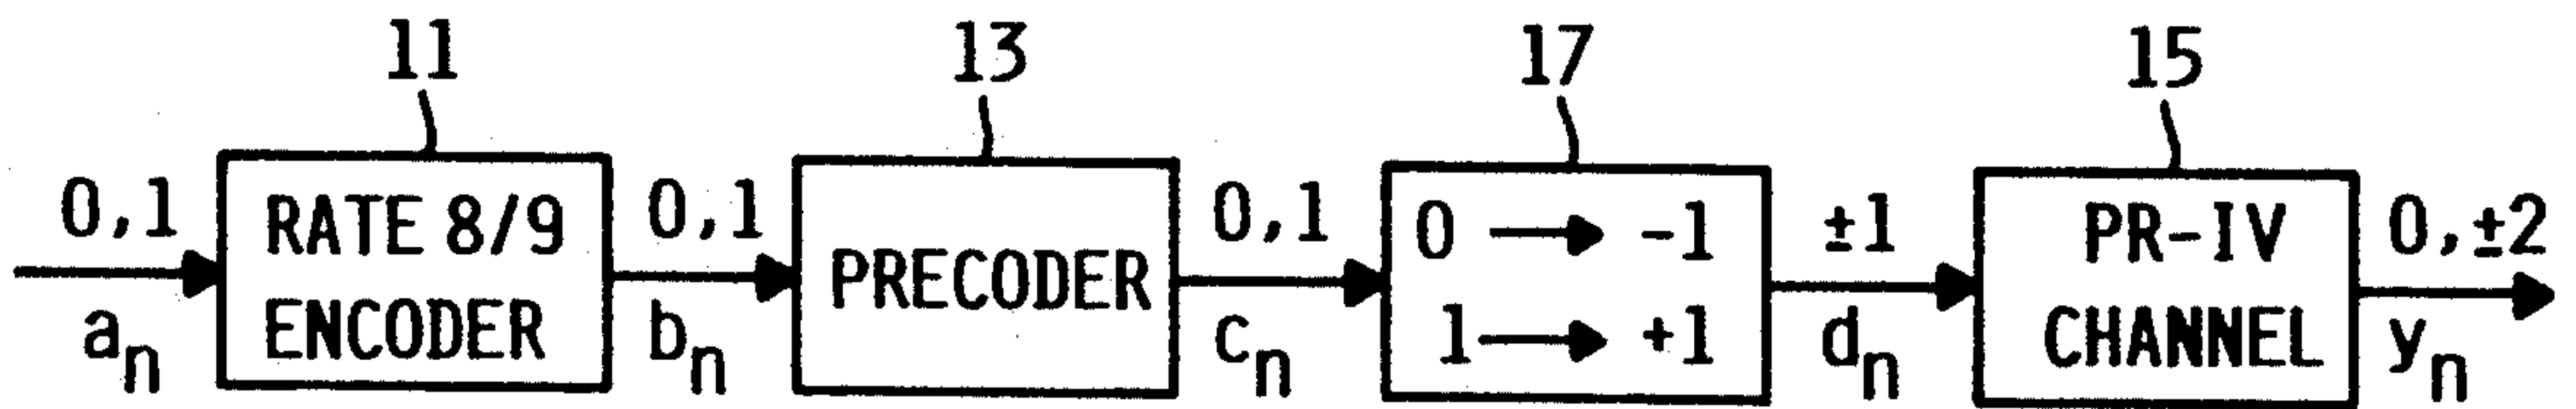 11
13
17
15
0,1
RATE 8/9
ENCODER
a_n
0,1
b_n
PRECODER
0,1
c_n
0 → -1
1 → +1
±1
d_n
PR-IV
CHANNEL
0,±2
y_n